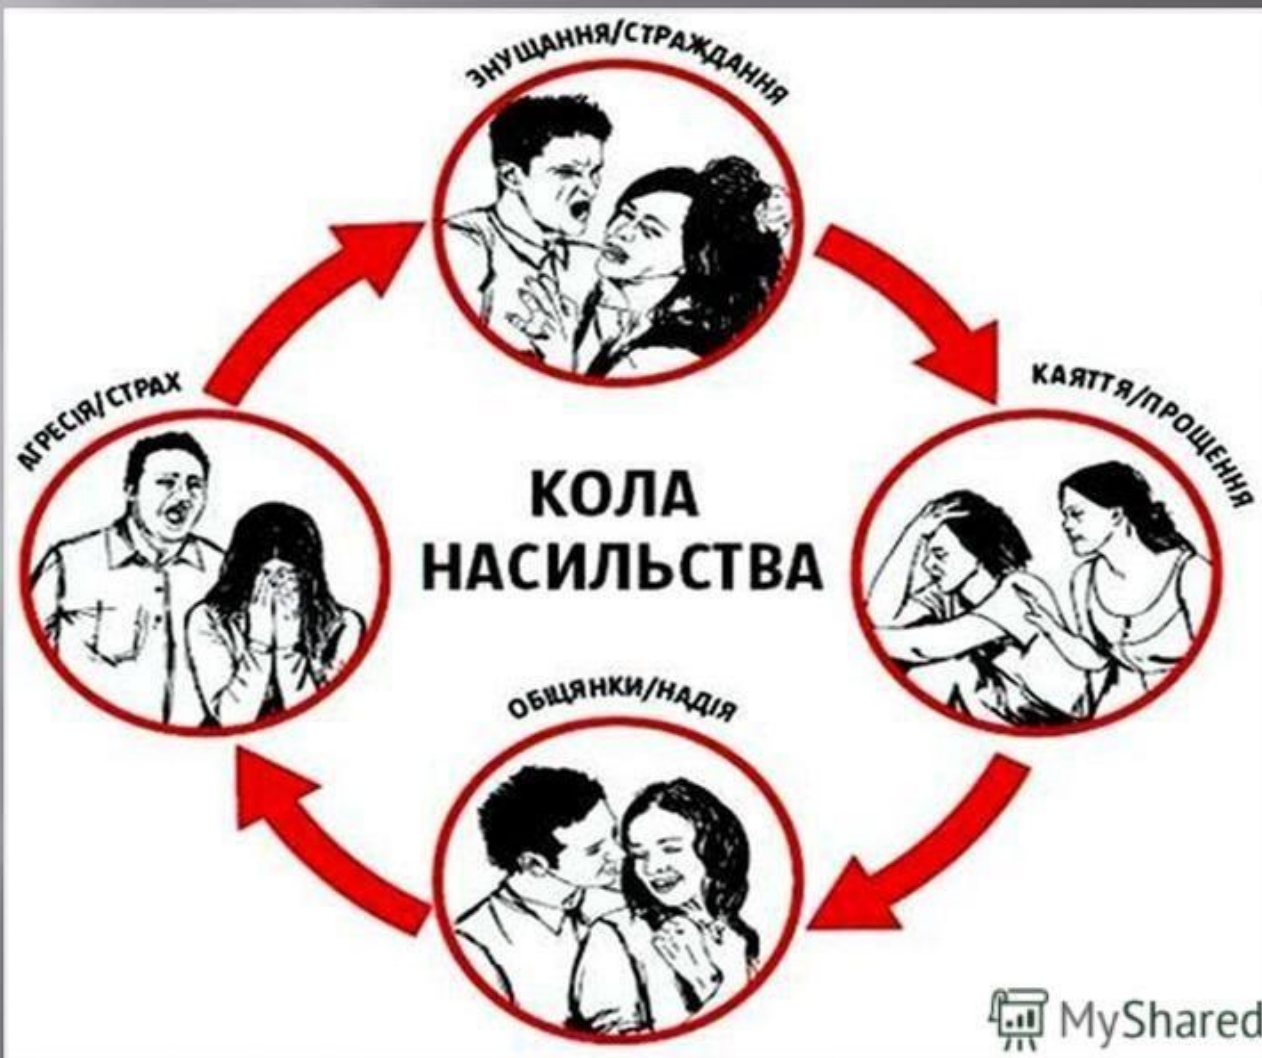 ЗНУЩАННЯ/СТРАЖДАННЯ
АГРЕСІЯ/СТРАХ
КАЯТТЯ/ПРОЩЕННЯ
КОЛА
НАСИЛЬСТВА
ОБІЦЯНКИ/НАДІЯ
MyShared